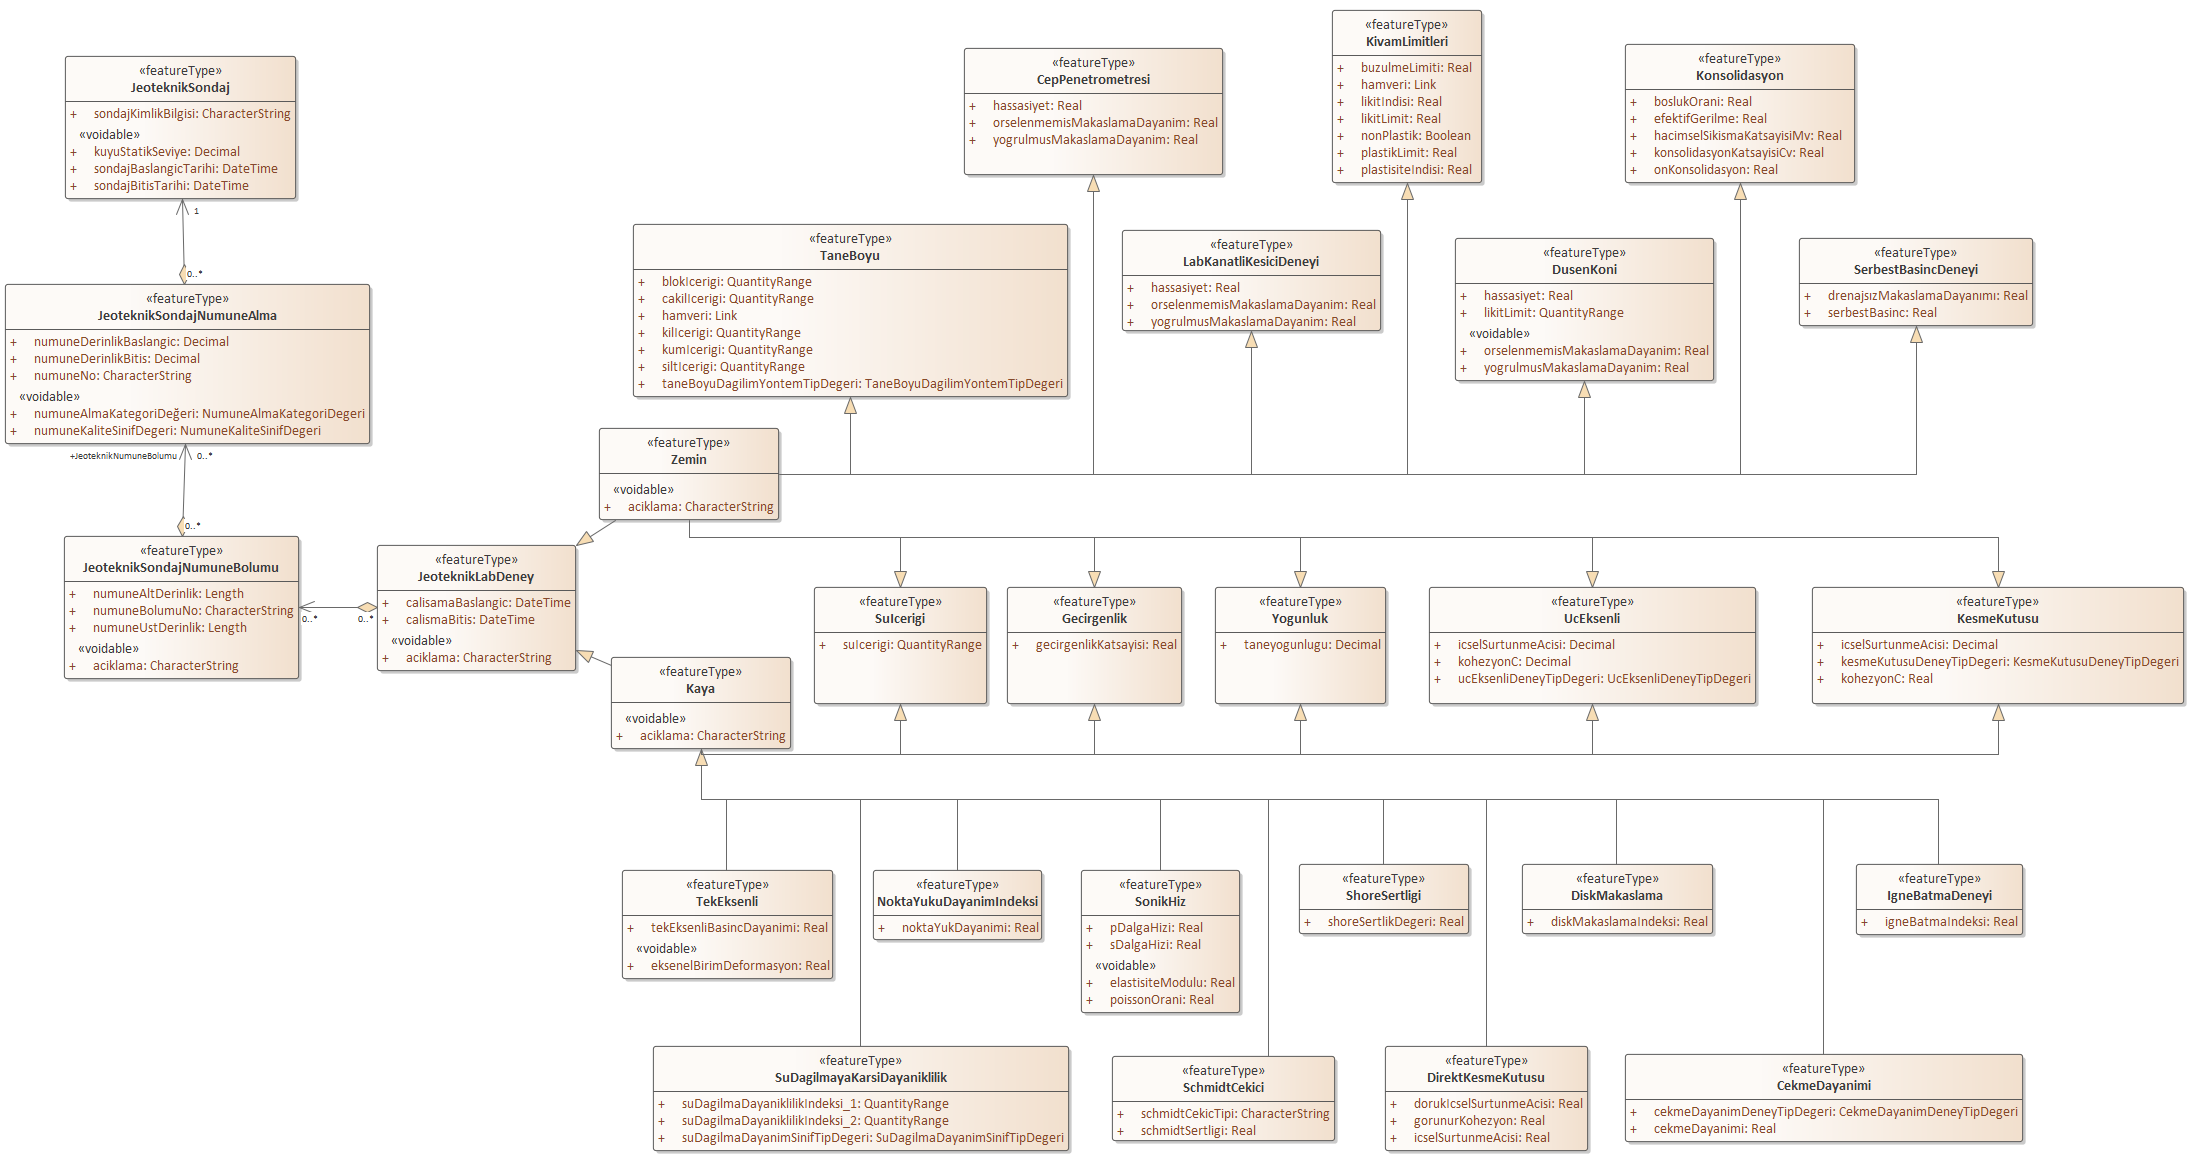 «featureType»
JeoteknikSondaj
+ sondajKimlikBilgisi: CharacterString
«voidable»
+ kuyuStatikSeviye: Decimal
+ sondajBaslangicTarihi: DateTime
+ sondajBitisTarihi: DateTime
1
0..*
«featureType»
JeoteknikSondajNumuneAlma
+ numuneDerinlikBaslangic: Decimal
+ numuneDerinlikBitis: Decimal
+ numuneNo: CharacterString
«voidable»
+ numuneAlmaKategoriDeğeri: NumuneAlmaKategoriDegeri
+ numuneKaliteSinifDegeri: NumuneKaliteSinifDegeri
+JeoteknikNumuneBolumu
0..*
0..*
«featureType»
JeoteknikSondajNumuneBolumu
+ numuneAltDerinlik: Length
+ numuneBolumuNo: CharacterString
+ numuneUstDerinlik: Length
«voidable»
+ aciklama: CharacterString
0..*
0..*
«featureType»
JeoteknikLabDeney
+ calisamaBaslangic: DateTime
+ calismaBitis: DateTime
«voidable»
+ aciklama: CharacterString
«featureType»
Zemin
«voidable»
+ aciklama: CharacterString
«featureType»
Kaya
«voidable»
+ aciklama: CharacterString
«featureType»
TaneBoyu
+ blokIcerigi: QuantityRange
+ cakilIcerigi: QuantityRange
+ hamveri: Link
+ kilIcerigi: QuantityRange
+ kumIcerigi: QuantityRange
+ siltIcerigi: QuantityRange
+ taneBoyuDagilimYontemTipDegeri: TaneBoyuDagilimYontemTipDegeri
«featureType»
CepPenetrometresi
+ hassasiyet: Real
+ orselenmemisMakaslamaDayanim: Real
+ yogrulmusMakaslamaDayanim: Real
«featureType»
LabKanatliKesiciDeneyi
+ hassasiyet: Real
+ orselenmemisMakaslamaDayanim: Real
+ yogrulmusMakaslamaDayanim: Real
«featureType»
KivamLimitleri
+ buzulmeLimiti: Real
+ hamveri: Link
+ likitIndisi: Real
+ likitLimit: Real
+ nonPlastik: Boolean
+ plastikLimit: Real
+ plastisiteIndisi: Real
«featureType»
DusenKoni
+ hassasiyet: Real
+ likitLimit: QuantityRange
«voidable»
+ orselenmemisMakaslamaDayanim: Real
+ yogrulmusMakaslamaDayanim: Real
«featureType»
Konsolidasyon
+ boslukOrani: Real
+ efektifGerilme: Real
+ hacimselSikismaKatsayisiMv: Real
+ konsolidasyonKatsayisiCv: Real
+ onKonsolidasyon: Real
«featureType»
SerbestBasincDeneyi
+ drenajsızMakaslamaDayanımı: Real
+ serbestBasinc: Real
«featureType»
SuIcerigi
+ suIcerigi: QuantityRange
«featureType»
Gecirgenlik
+ gecirgenlikKatsayisi: Real
«featureType»
Yogunluk
+ taneyogunlugu: Decimal
«featureType»
UcEksenli
+ icselSurtunmeAcisi: Decimal
+ kohezyonC: Decimal
+ ucEksenliDeneyTipDegeri: UcEksenliDeneyTipDegeri
«featureType»
KesmeKutusu
+ icselSurtunmeAcisi: Decimal
+ kesmeKutusuDeneyTipDegeri: KesmeKutusuDeneyTipDegeri
+ kohezyonC: Real
«featureType»
TekEksenli
+ tekEksenliBasincDayanimi: Real
«voidable»
+ eksenelBirimDeformasyon: Real
«featureType»
NoktaYukuDayanimIndeksi
+ noktaYukDayanimi: Real
«featureType»
SonikHiz
+ pDalgaHizi: Real
+ sDalgaHizi: Real
«voidable»
+ elastisiteModulu: Real
+ poissonOrani: Real
«featureType»
ShoreSertligi
+ shoreSertlikDegeri: Real
«featureType»
DiskMakaslama
+ diskMakaslamaIndeksi: Real
«featureType»
IgneBatmaDeneyi
+ igneBatmaIndeksi: Real
«featureType»
SuDagilmayaKarsiDayaniklilik
+ suDagilmaDayaniklilikIndeksi_1: QuantityRange
+ suDagilmaDayaniklilikIndeksi_2: QuantityRange
+ suDagilmaDayanimSinifTipDegeri: SuDagilmaDayanimSinifTipDegeri
«featureType»
SchmidtCekici
+ schmidtCekicTipi: CharacterString
+ schmidtSertligi: Real
«featureType»
DirektKesmeKutusu
+ dorukIcselSurtunmeAcisi: Real
+ gorunurKohezyon: Real
+ icselSurtunmeAcisi: Real
«featureType»
CekmeDayanimi
+ cekmeDayanimDeneyTipDegeri: CekmeDayanimDeneyTipDegeri
+ cekmeDayanimi: Real